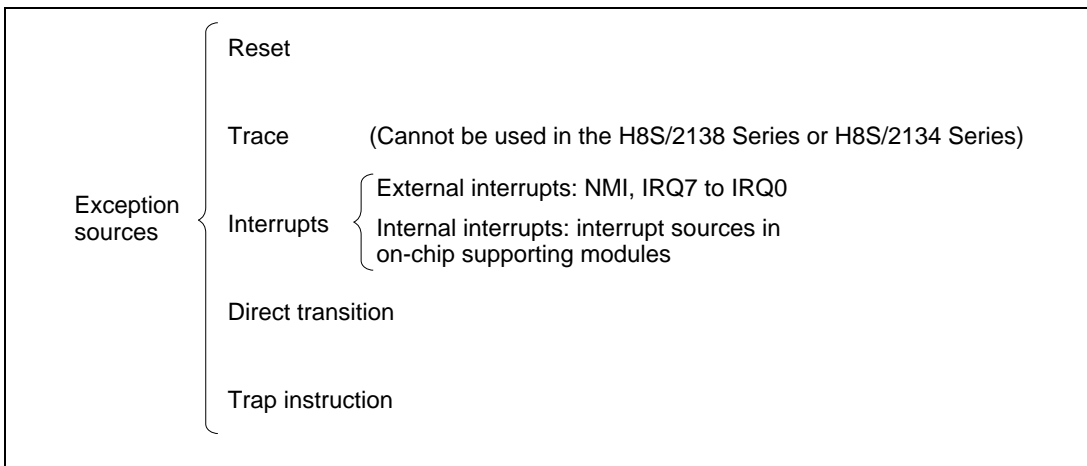 Reset
Trace (Cannot be used in the H8S/2138 Series or H8S/2134 Series)
Exception
sources
Interrupts
External interrupts: NMI, IRQ7 to IRQ0
Internal interrupts: interrupt sources in
on-chip supporting modules
Direct transition
Trap instruction